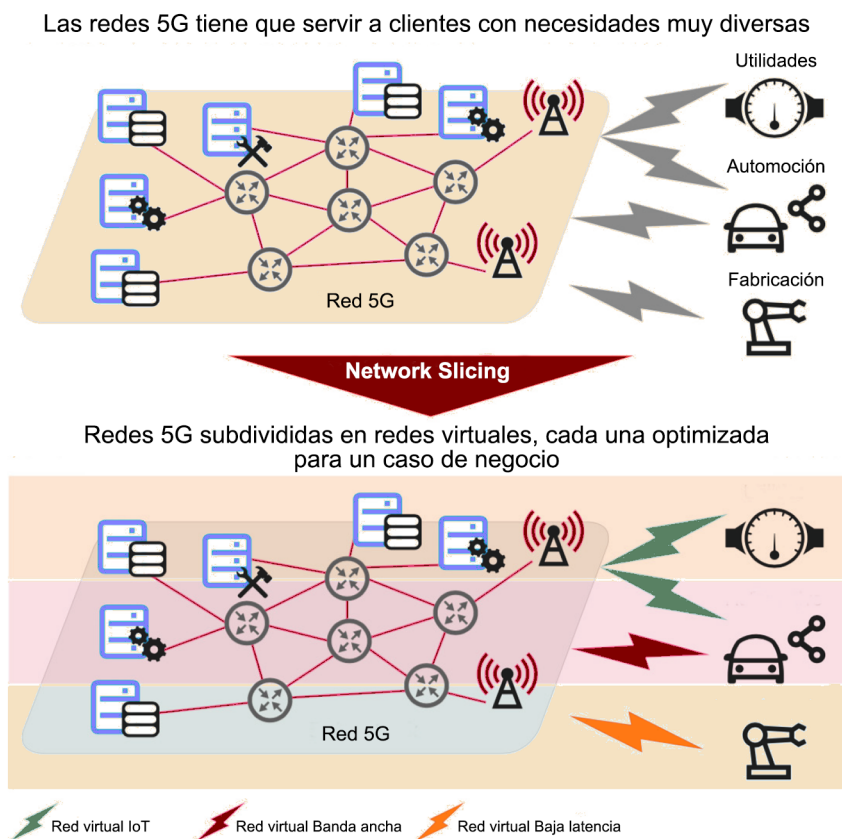 Las redes 5G tiene que servir a clientes con necesidades muy diversas
Utilidades
Automoción
Fabricación
Red 5G
Network Slicing
Redes 5G subdivididas en redes virtuales, cada una optimizada
para un caso de negocio
Red 5G
Red virtual IoT
Red virtual Banda ancha
Red virtual Baja latencia